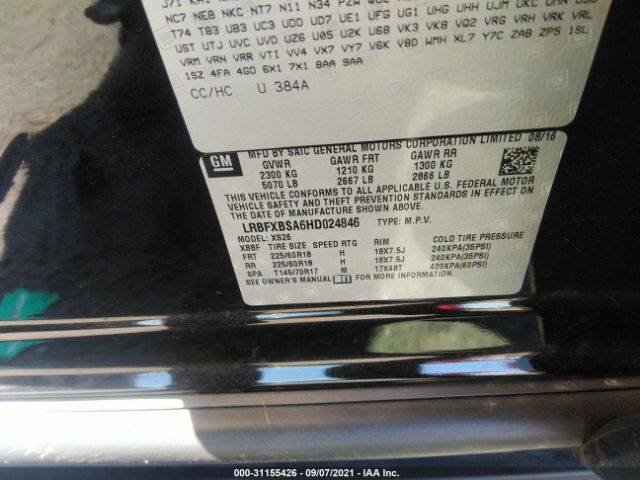 NC7 NE8 NKC NT7 N11 N34 PZW
T74 T83 UB3 UC3 UDD UD7 UE1 UFG UG1 UHG UHH UJM UKC
UST UTJ UVC UVD UZ6 U05 U2K U68 VK3 VK8 VQ2 VRG VRH VRK VRL
VRM VRN VRR VTI VV4 VX7 VY7 V6K V8D WMH XL7 Y7C ZAB ZP5 1SL
1SZ 4FA 4G0 6X1 7X1 8AA 9AA
CC/HC U 384A
GM
MFD BY SAIC GENERAL MOTORS CORPORATION LIMITED 08/16
GVWR GAWR FRT GAWR RR
2300 KG 1210 KG 1300 KG
5070 LB 2667 LB 2866 LB
THIS VEHICLE CONFORMS TO ALL APPLICABLE U.S. FEDERAL MOTOR
VEHICLE SAFETY AND THEFT PREVENTION STANDARDS IN EFFECT
ON THE DATE OF MANUFACTURE SHOWN ABOVE.
LRBFXBSA6HD024846 TYPE: M.P.V.
MODEL: XS26
XBBF TIRE SIZE SPEED RTG RIM COLD TIRE PRESSURE
FRT 225/60R18 H 18X7.5J 240KPA(35PSI)
RR 225/60R18 H 18X7.5J 240KPA(35PSI)
SPA T145/70R17 M 17X4BT 420KPA(60PSI)
SEE OWNER'S MANUAL FOR MORE INFORMATION
000-31155426 - 09/07/2021 - IAA Inc.